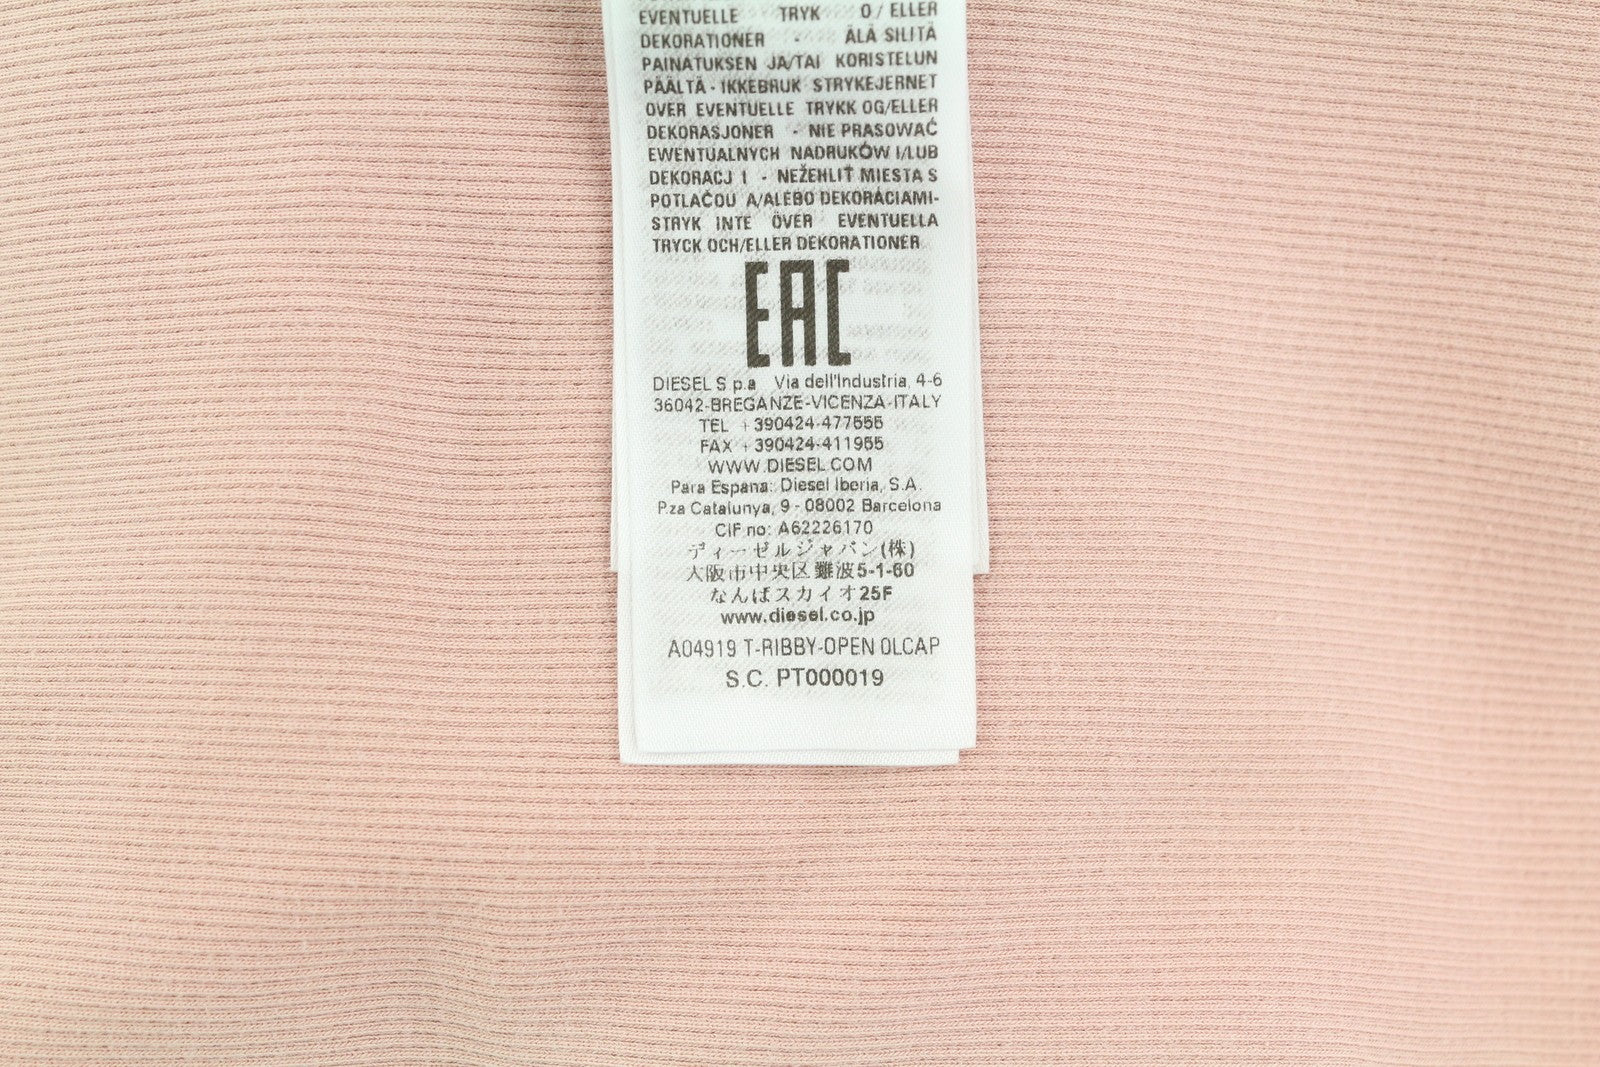 EVENTUELLE TRYK O / ELLER
DEKORATIONER - ÄLÄ SILITÄ
PAINATUKSEN JA/TAI KORISTELUN
PÄÄLTÄ - IKKEBRUK STRYKEJERNET
OVER EVENTUELLE TRYKK OG/ELLER
DEKORASJONER - NIE PRASOWAĆ
EWENTUALNYCH NADRUKÓW I/LUB
DEKORACJ I - NEŽEHLIŤ MIESTA S
POTLAČOU A/ALEBO DEKORÁCIAMI-
STRYK INTE ÖVER EVENTUELLA
TRYCK OCH/ELLER DEKORATIONER
EAC
DIESEL S.p.a Via dell'Industria, 4-6
36042-BREGANZE-VICENZA-ITALY
TEL +390424-477555
FAX +390424-411955
WWW.DIESEL.COM
Para Espana: Diesel Iberia, S.A.
P.za Catalunya, 9 - 08002 Barcelona
CIF no: A62226170
ディーゼルジャパン(株)
大阪市中央区難波5-1-60
なんばスカイオ25F
www.diesel.co.jp
A04919 T-RIBBY-OPEN OLCAP
S.C. PT000019